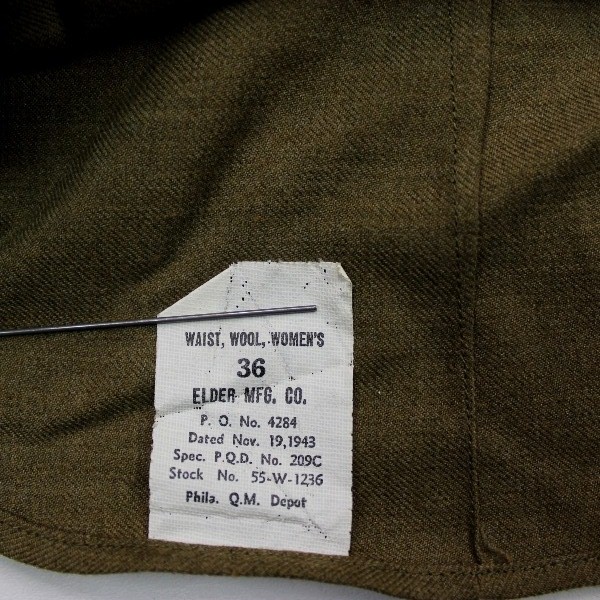 WAIST, WOOL, WOMEN'S
36
ELDER MFG. CO.
P. O. No. 4284
Dated Nov. 19,1943
Spec. P.Q.D. No. 209C
Stock No. 55-W-1236
Phila. Q.M. Depot